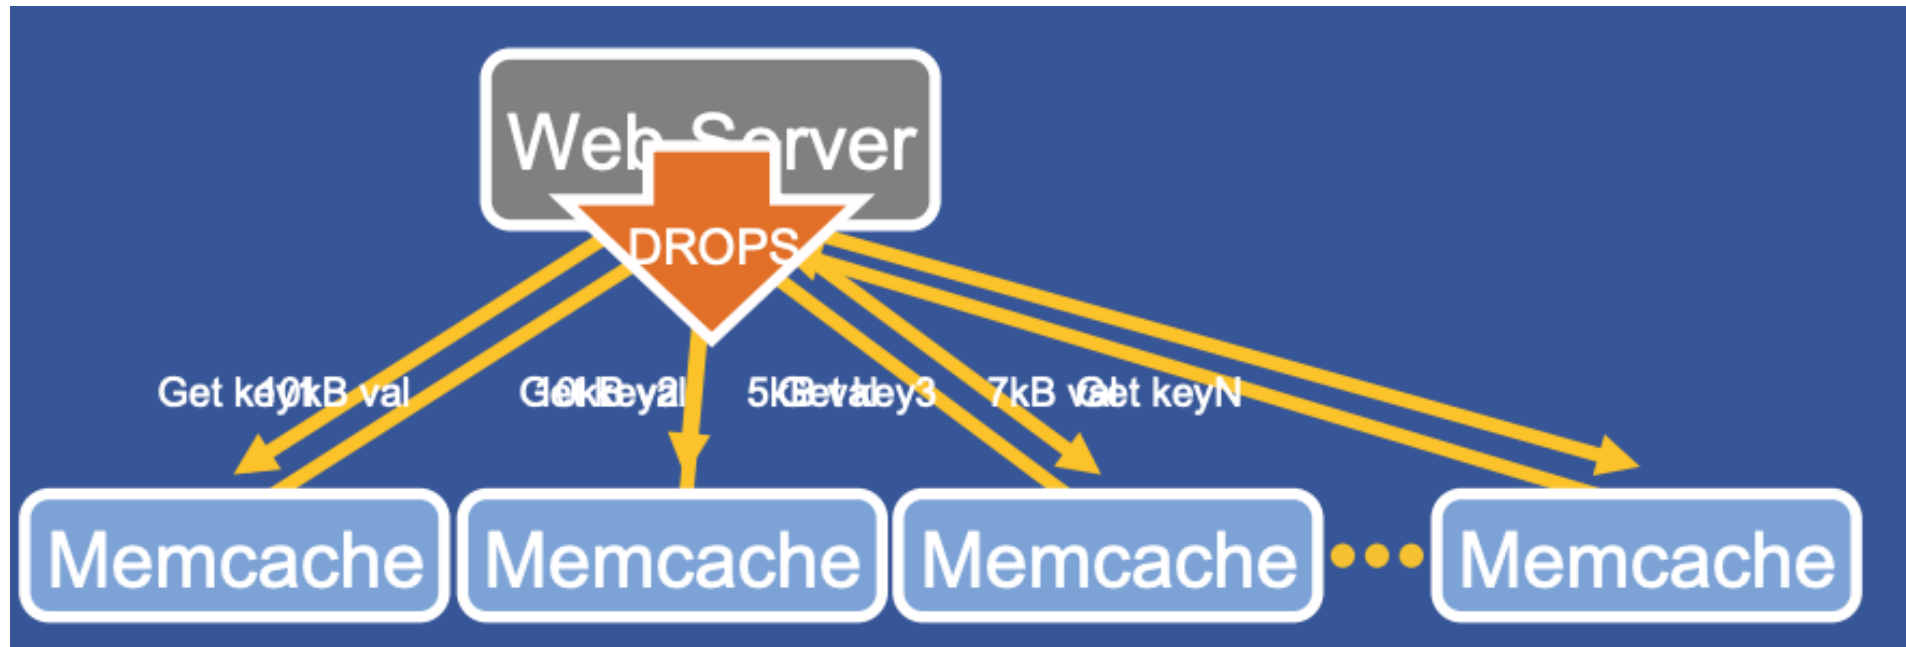 Web Server
DROPS
Get key1 10kB val
Get key2 10kB val
5kB val Get key3
7kB val Get keyN
Memcache Memcache Memcache Memcache